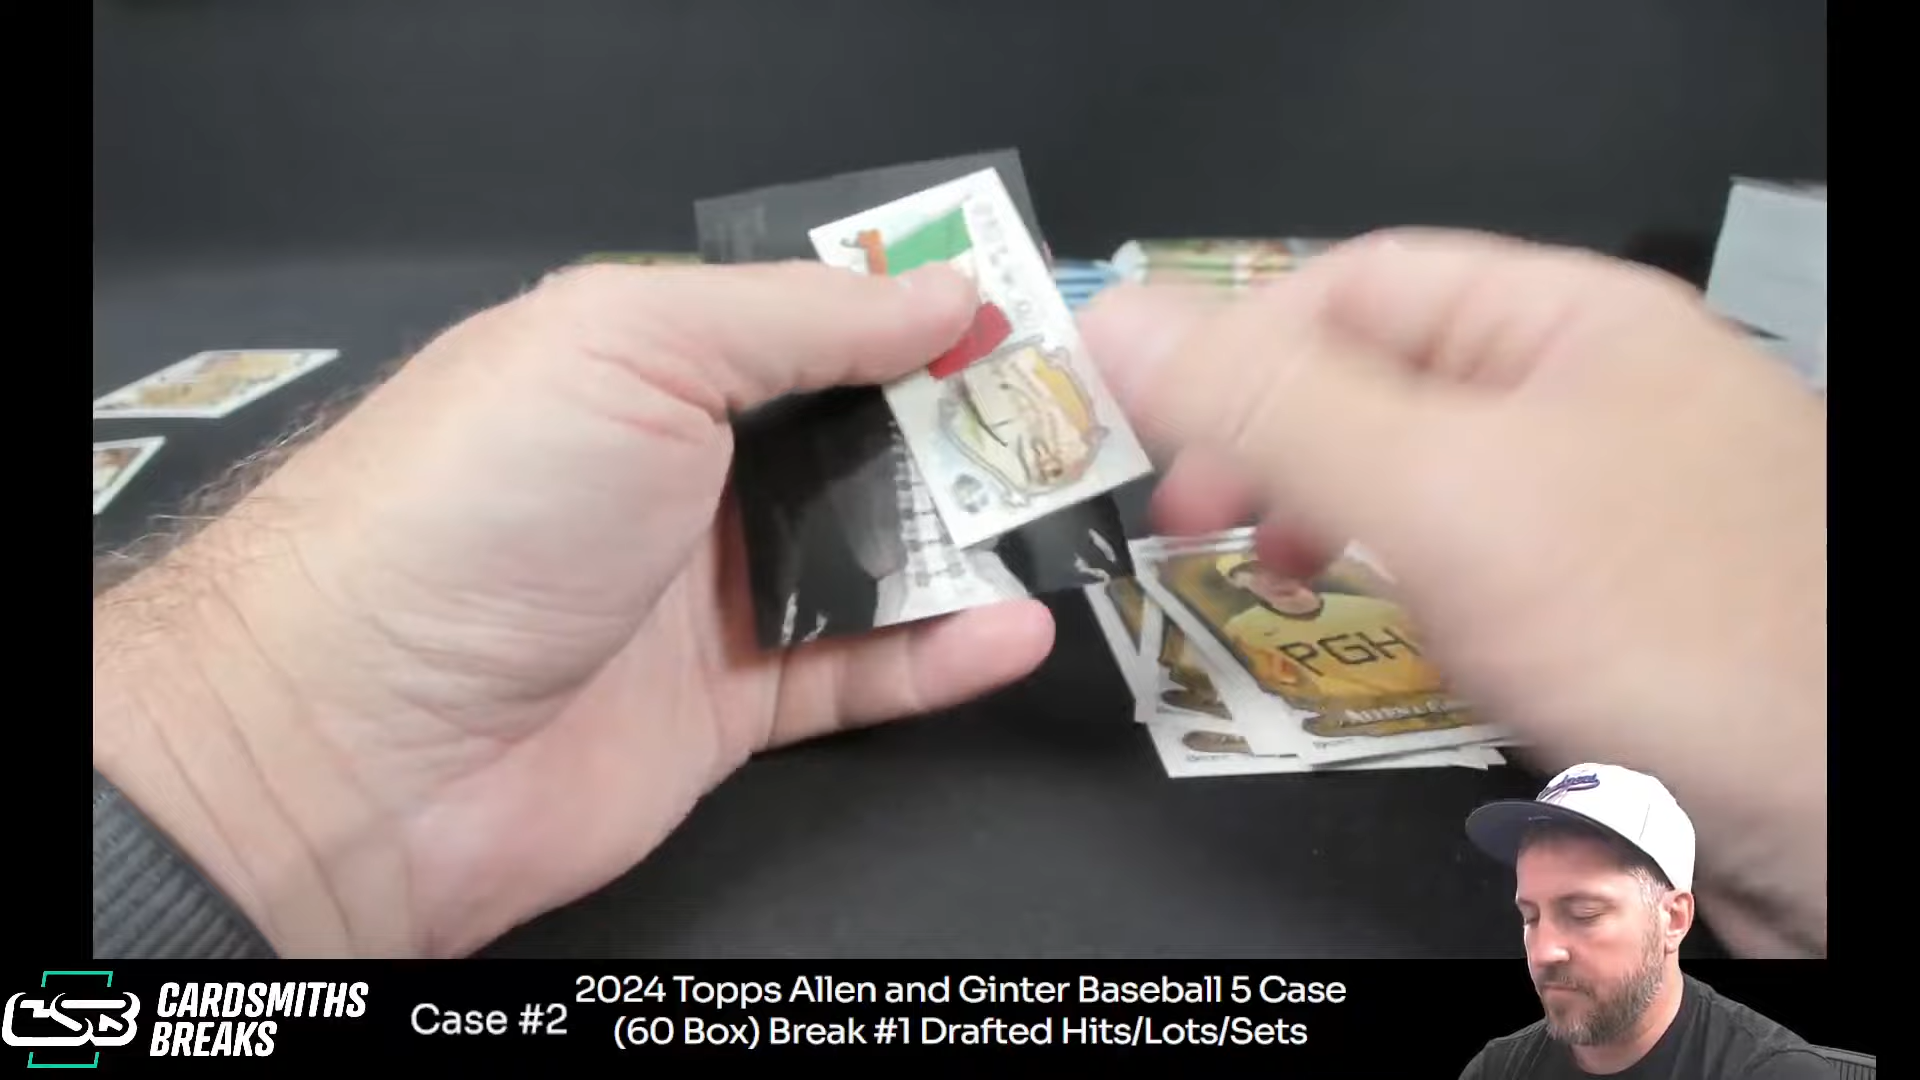 PGH
CARDSMITHS
BREAKS
Case #2
2024 Topps Allen and Ginter Baseball 5 Case
(60 Box) Break #1 Drafted Hits/Lots/Sets